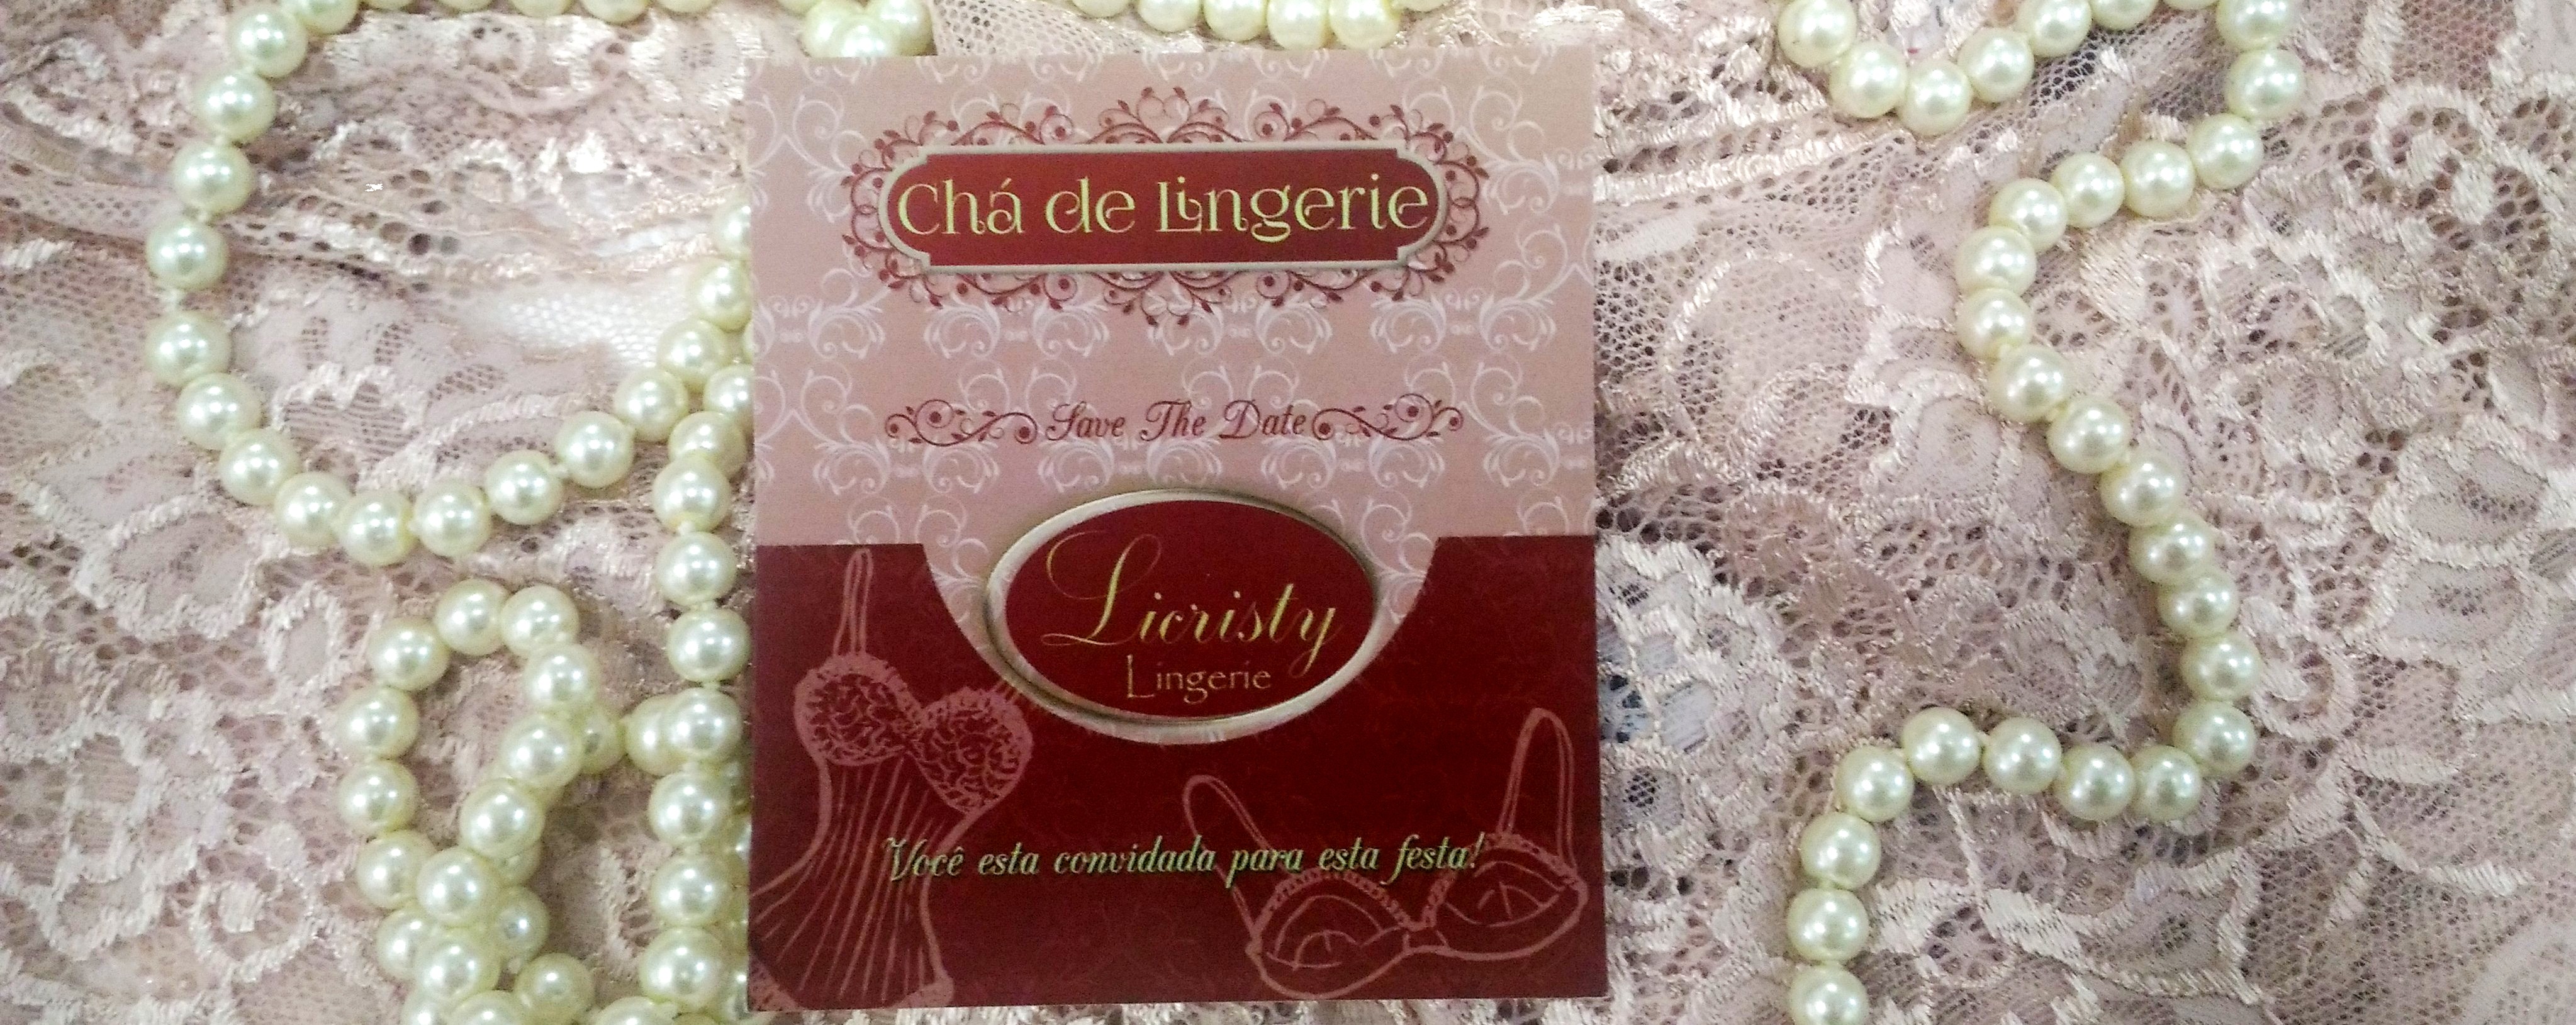 Chá de Lingerie
Save The Date
Licristy
Lingerie
Você esta convidada para esta festa!